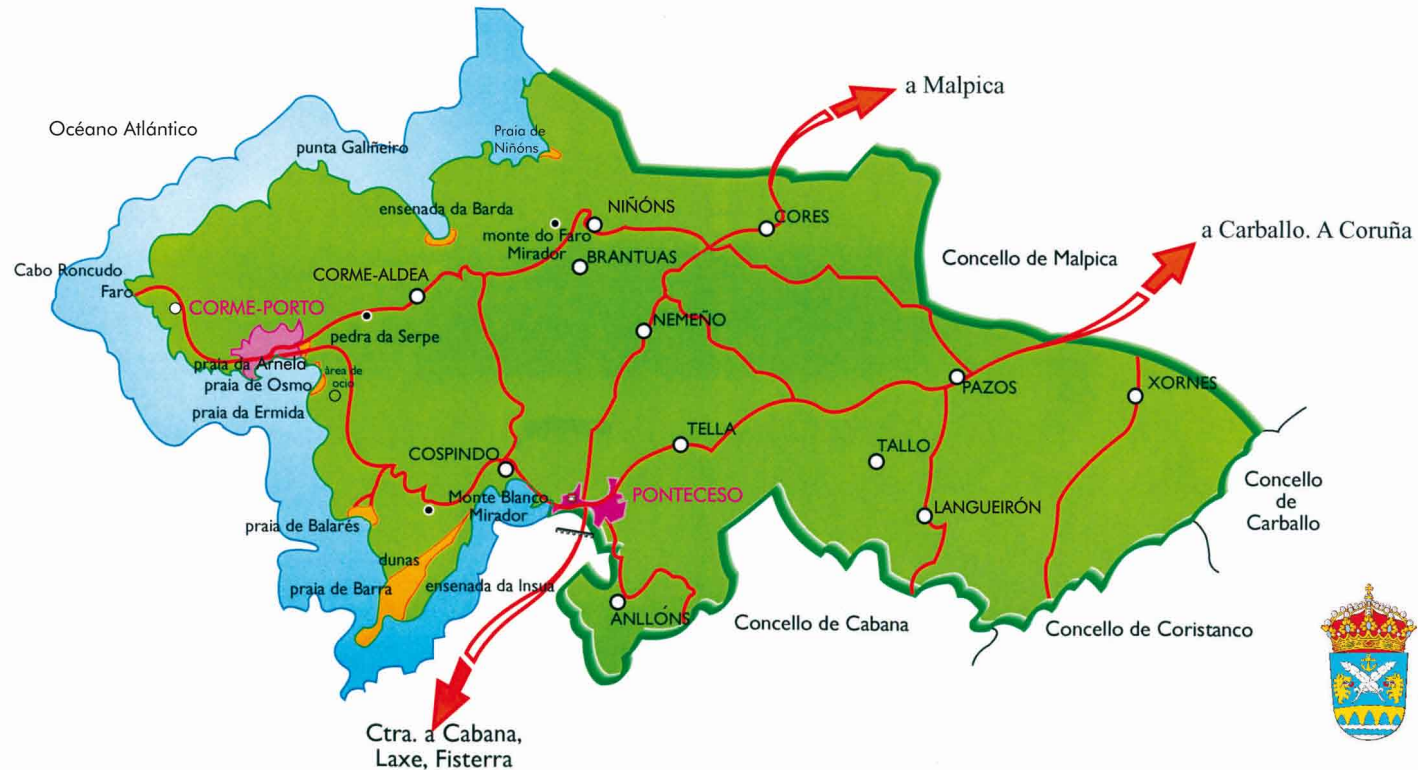 a Malpica
Océano Atlántico
Praia de
Niñóns
punta Galiñeiro
ensenada da Barda
NIÑÓNS
CORES
monte do Faro
Mirador
BRANTUAS
a Carballo. A Coruña
Concello de Malpica
Cabo Roncudo
Faro
CORME-ALDEA
CORME-PORTO
pedra da Serpe
NEMEÑO
praia da Arnela
área de
ocio
praia de Osmo
praia da Ermida
PAZOS
XORNES
TELLA
TALLO
COSPINDO
Monte Blanco
Mirador
PONTECESO
LANGUEIRÓN
Concello
de
Carballo
praia de Balarés
dunas
praia de Barra
ensenada da Insua
ANLLÓNS
Concello de Cabana
Concello de Coristanco
Ctra. a Cabana,
Laxe, Fisterra